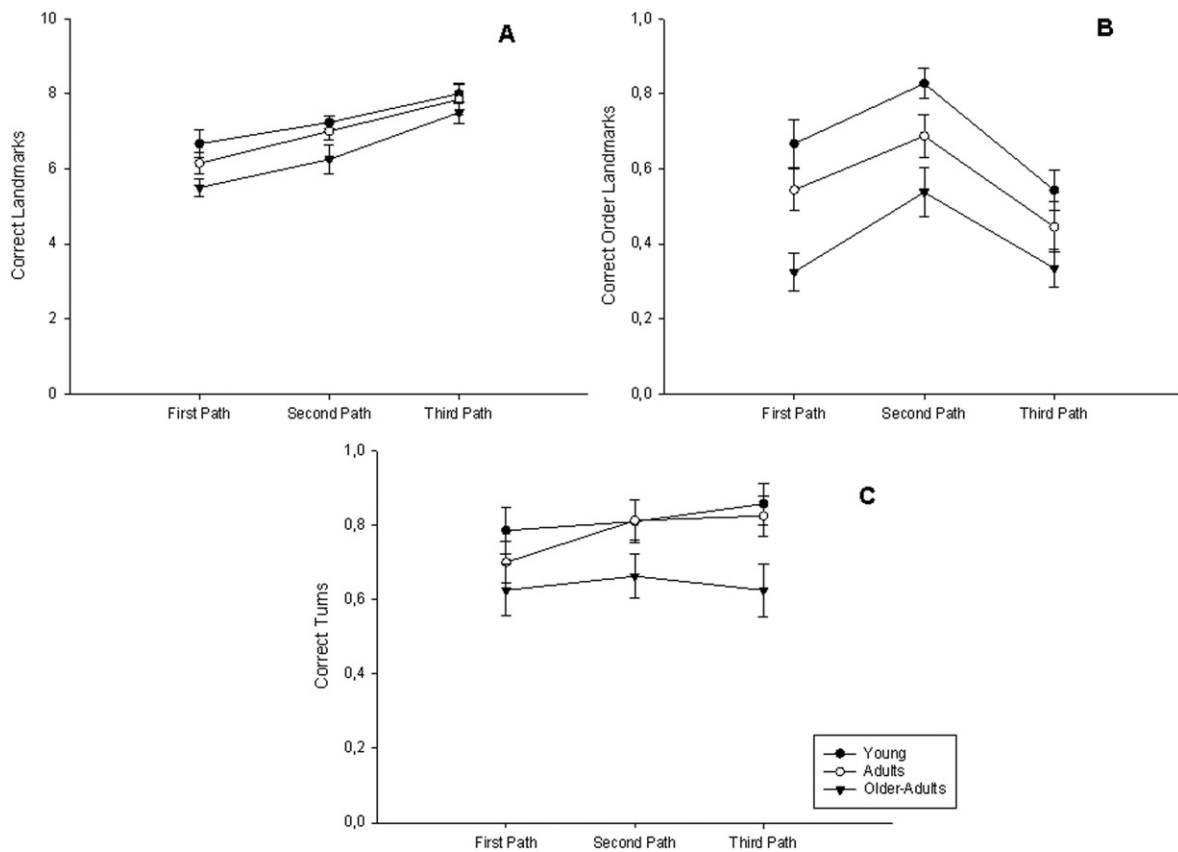 A
10
8
6
4
2
0
Correct Landmarks
First Path Second Path Third Path
B
1,0
0,8
0,6
0,4
0,2
0,0
Correct Order Landmarks
First Path Second Path Third Path
C
1,0
0,8
0,6
0,4
0,2
0,0
Correct Turns
First Path Second Path Third Path
Young
Adults
Older-Adults